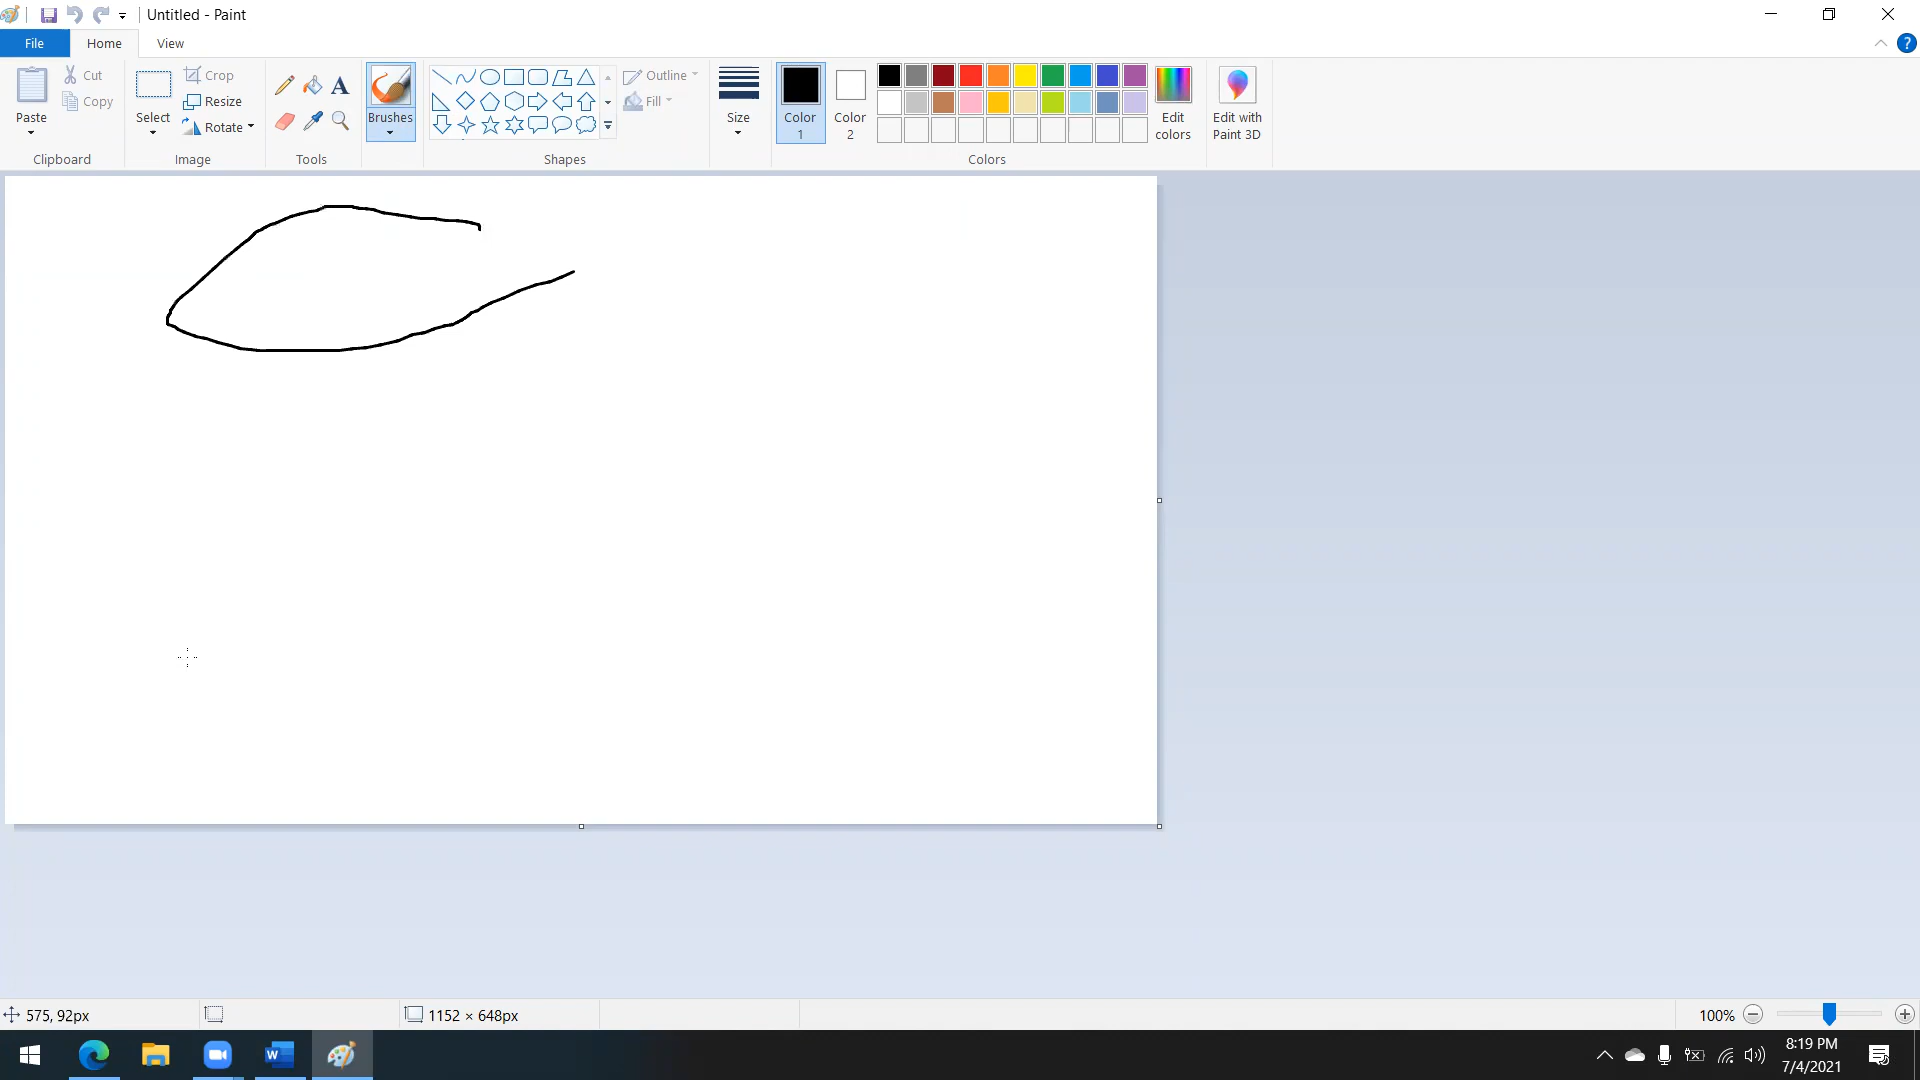 Untitled - Paint
File Home View
Paste Cut Copy
Clipboard
Select Crop Resize Rotate
Image
Tools
Brushes
Outline Fill
Shapes
Size
Color 1
Color 2
Edit colors
Colors
Edit with Paint 3D
575, 92px
1152 × 648px
100%
W
8:19 PM
7/4/2021